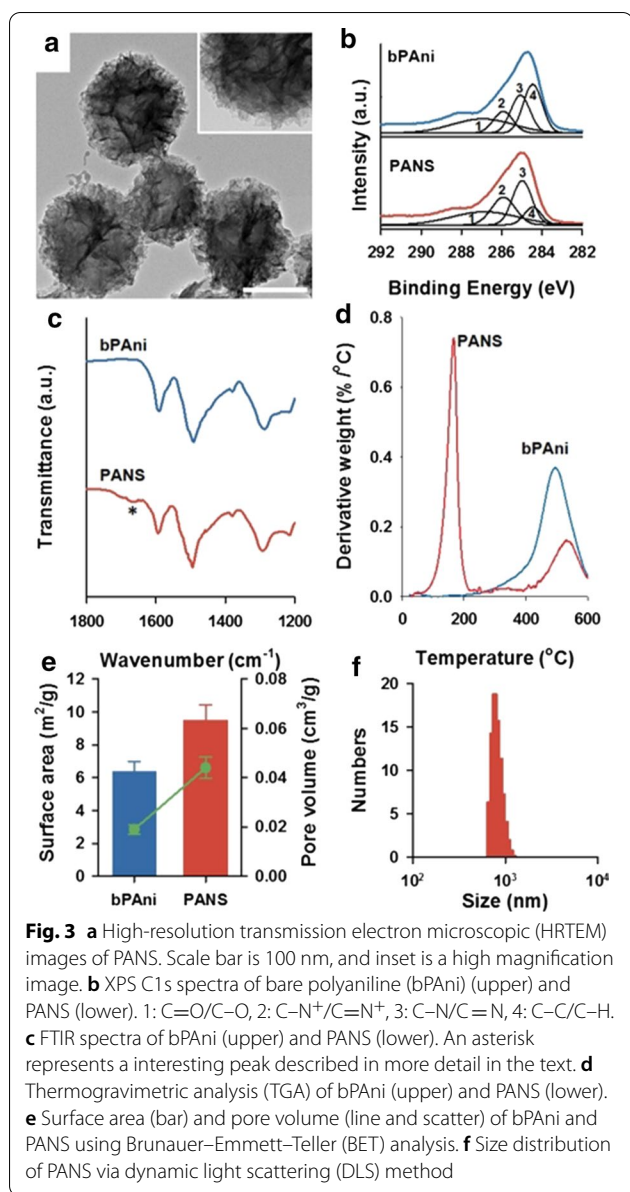 a
b
bPAni
1 2 3 4
PANS
1 2 3 4
Intensity (a.u.)
292 290 288 286 284 282
Binding Energy (eV)
c
bPAni
PANS
*
Transmittance (a.u.)
1800 1600 1400 1200
Wavenumber (cm⁻¹)
d
PANS
bPAni
Derivative weight (% /°C)
0.8
0.6
0.4
0.2
0.0
0 200 400 600
Temperature (°C)
e
Surface area (m²/g)
12
10
8
6
4
2
0
bPAni PANS
0.08
0.06
0.04
0.02
0.00
Pore volume (cm³/g)
f
Numbers
20
15
10
5
0
10² 10³ 10⁴
Size (nm)
Fig. 3 a High-resolution transmission electron microscopic (HRTEM)
images of PANS. Scale bar is 100 nm, and inset is a high magnification
image. b XPS C1s spectra of bare polyaniline (bPAni) (upper) and
PANS (lower). 1: C=O/C–O, 2: C–N⁺/C=N⁺, 3: C–N/C = N, 4: C–C/C–H.
c FTIR spectra of bPAni (upper) and PANS (lower). An asterisk
represents a interesting peak described in more detail in the text. d
Thermogravimetric analysis (TGA) of bPAni (upper) and PANS (lower).
e Surface area (bar) and pore volume (line and scatter) of bPAni and
PANS using Brunauer–Emmett–Teller (BET) analysis. f Size distribution
of PANS via dynamic light scattering (DLS) method